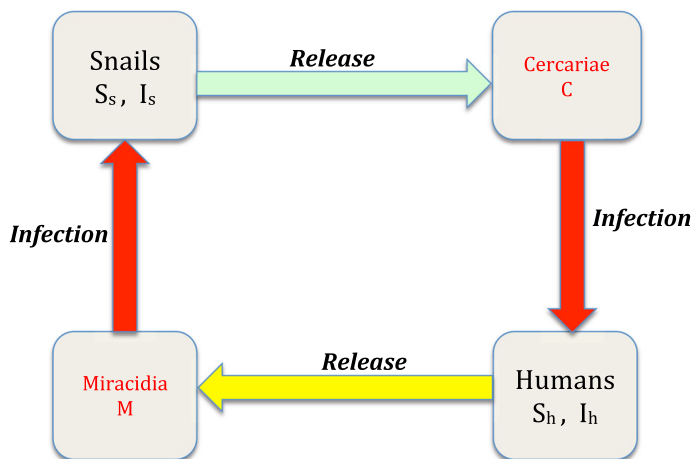 Snails
Sₛ , Iₛ
Release
Cercariae
C
Infection
Infection
Miracidia
M
Release
Humans
Sₕ , Iₕ